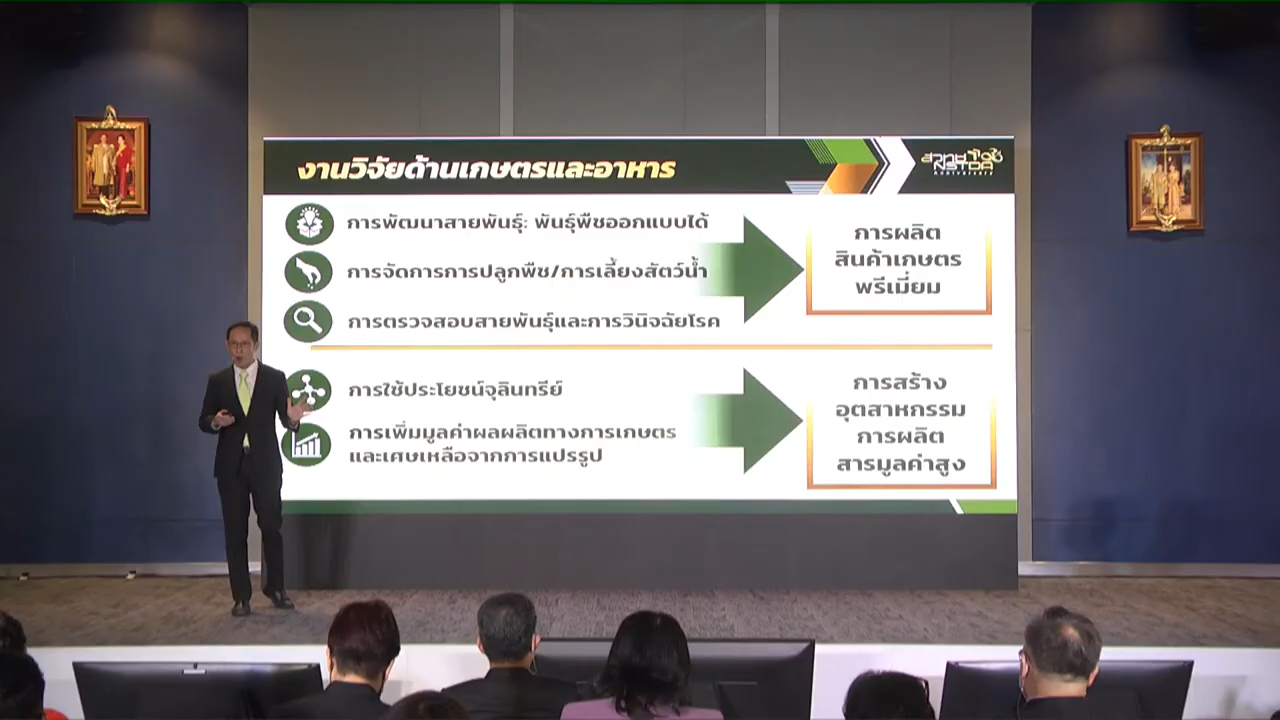 งานวิจัยด้านเกษตรและอาหาร
สวทช
NSTDA
Anniversary
การพัฒนาสายพันธุ์: พันธุ์พืชออกแบบได้
การจัดการการปลูกพืช/การเลี้ยงสัตว์น้ำ
การตรวจสอบสายพันธุ์และการวินิจฉัยโรค
การผลิต
สินค้าเกษตร
พรีเมี่ยม
การใช้ประโยชน์จุลินทรีย์
การเพิ่มมูลค่าผลผลิตทางการเกษตร
และเศษเหลือจากการแปรรูป
การสร้าง
อุตสาหกรรม
การผลิต
สารมูลค่าสูง